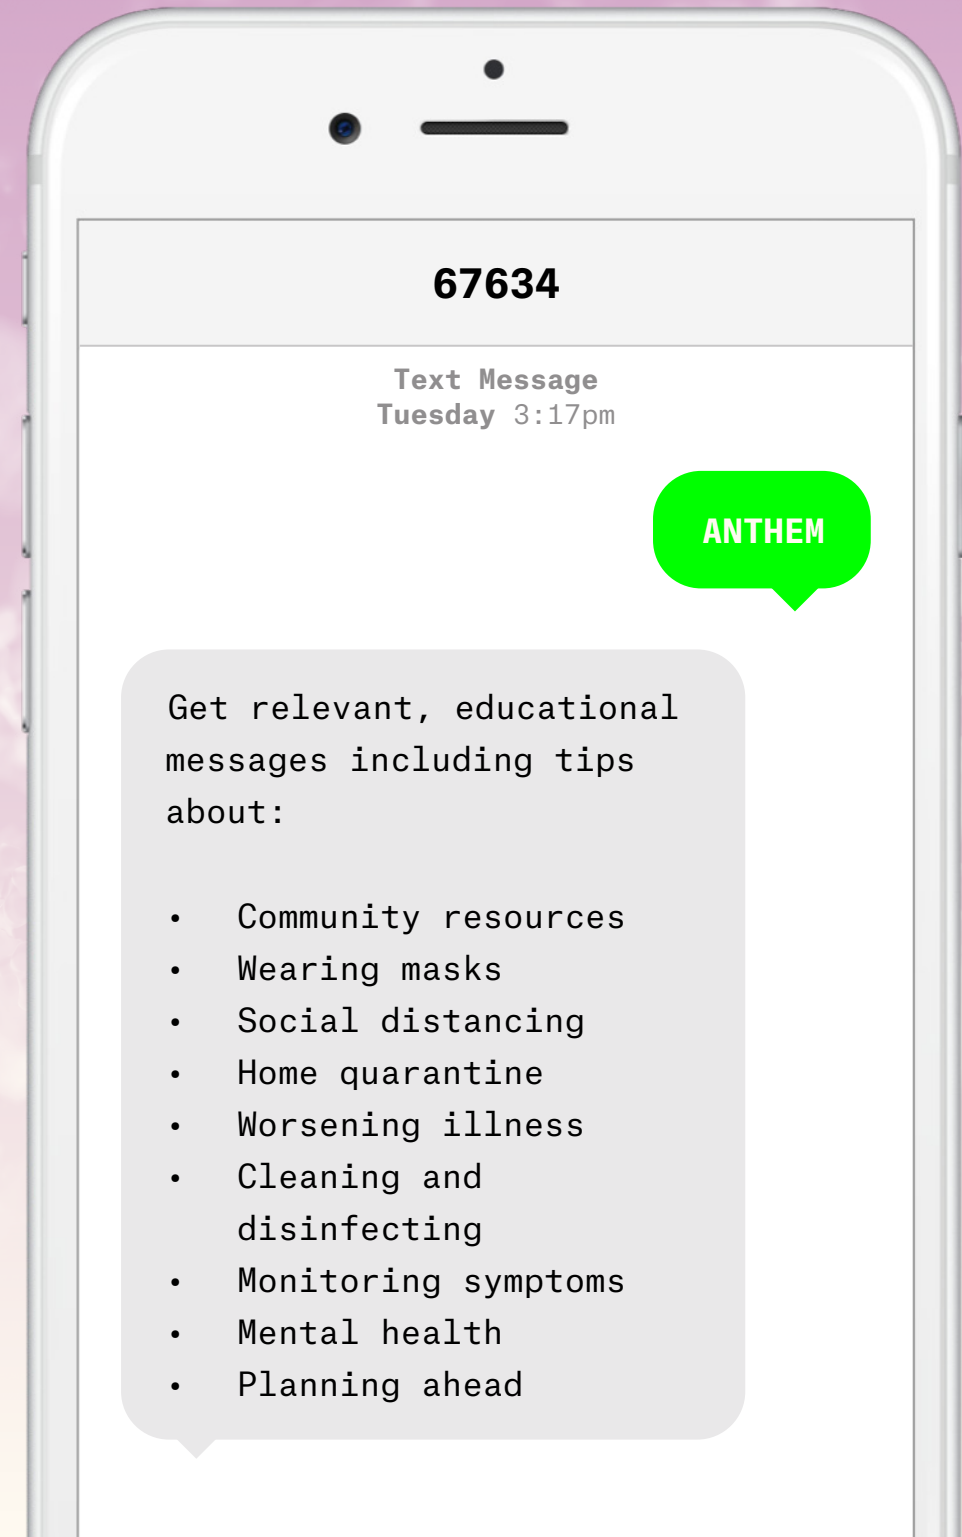 67634
Text Message
Tuesday 3:17pm
ANTHEM
Get relevant, educational
messages including tips
about:
• Community resources
• Wearing masks
• Social distancing
• Home quarantine
• Worsening illness
• Cleaning and
disinfecting
• Monitoring symptoms
• Mental health
• Planning ahead